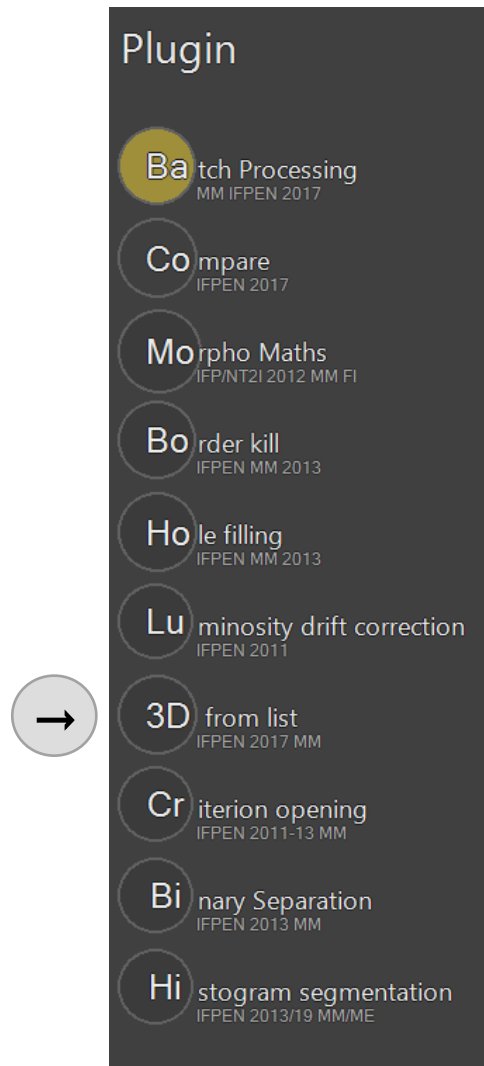 Plugin
Batch Processing
MM IFPEN 2017
Compare
IFPEN 2017
Morpho Maths
IFP/NT2I 2012 MM FI
Border kill
IFPEN MM 2013
Hole filling
IFPEN MM 2013
Luminosity drift correction
IFPEN 2011
→ 3D from list
IFPEN 2017 MM
Criterion opening
IFPEN 2011-13 MM
Binary Separation
IFPEN 2013 MM
Histogram segmentation
IFPEN 2013/19 MM/ME